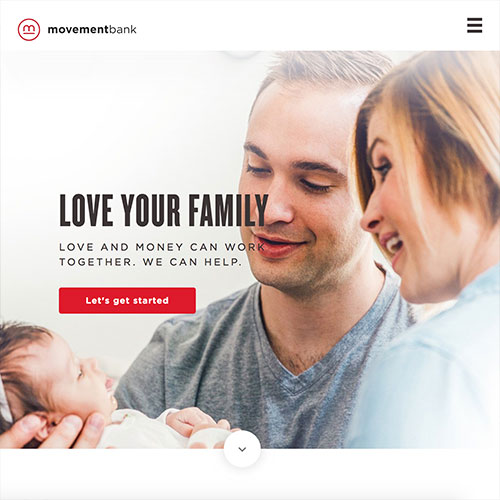 movementbank
LOVE YOUR FAMILY
LOVE AND MONEY CAN WORK
TOGETHER. WE CAN HELP.
Let's get started